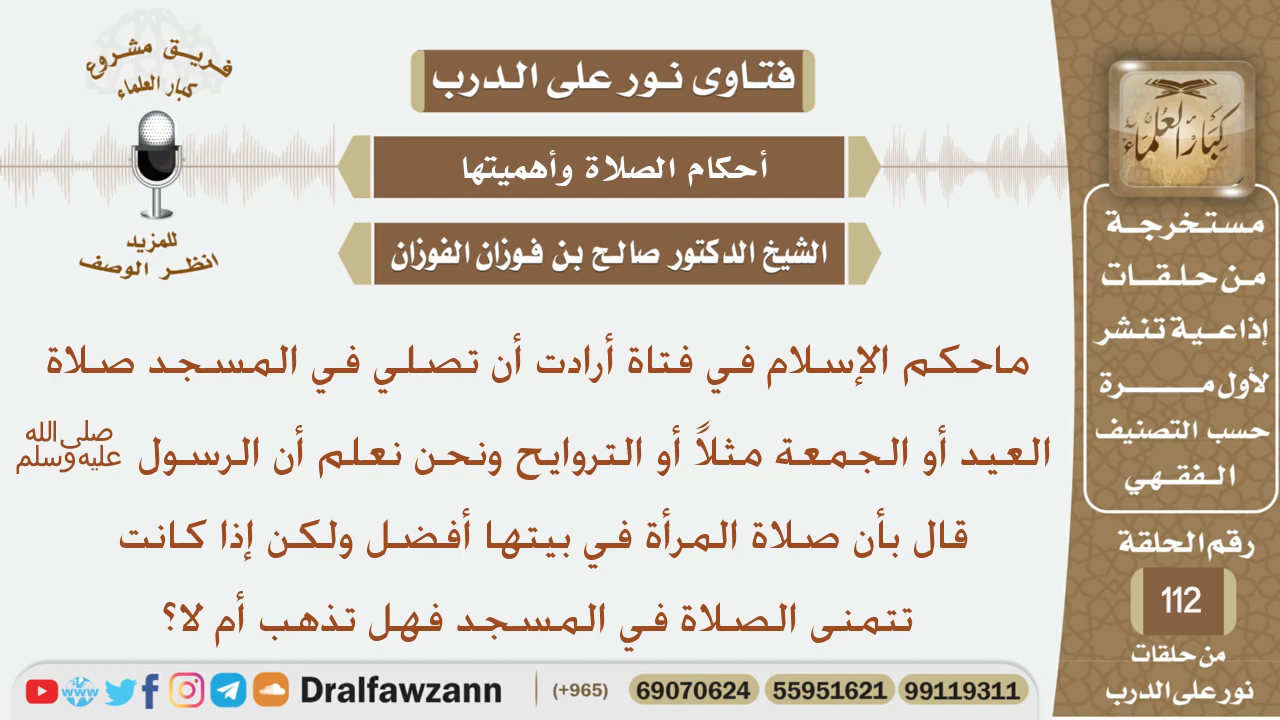 فتاوى نور على الدرب
أحكام الصلاة وأهميتها
الشيخ الدكتور صالح بن فوزان الفوزان
فريق مشروع
كبار العلماء
للمزيد
انظر الوصف
ماحكم الإسلام في فتاة أرادت أن تصلي في المسجد صلاة
العيد أو الجمعة مثلاً أو التروايح ونحن نعلم أن الرسول صلى الله عليه وسلم
قال بأن صلاة المرأة في بيتها أفضل ولكن إذا كانت
تتمنى الصلاة في المسجد فهل تذهب أم لا؟
كبار العلماء
مستخرجة
من حلقات
إذاعية تنشر
لأول مرة
حسب التصنيف
الفقهي
رقم الحلقة
112
من حلقات
نور على الدرب
www Dralfawzann (+965) 69070624 55951621 99119311